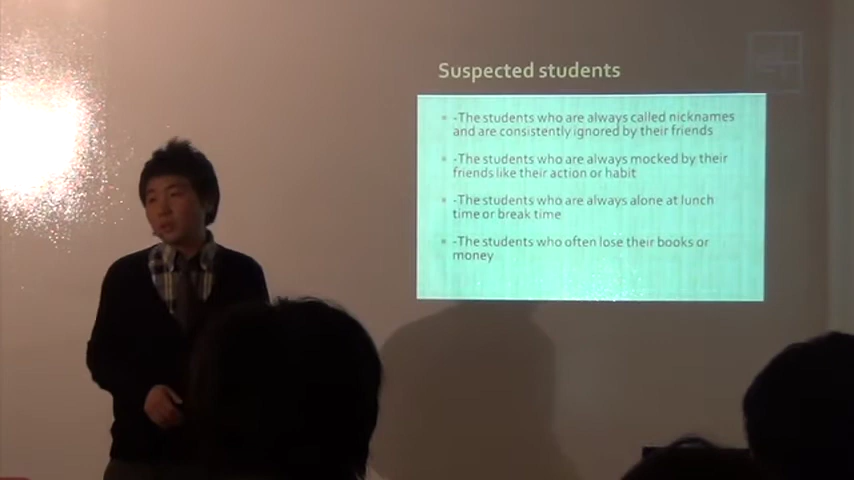 Suspected students
-The students who are always called nicknames
and are consistently ignored by their friends
-The students who are always mocked by their
friends like their action or habit
-The students who are always alone at lunch
time or break time
-The students who often lose their books or
money